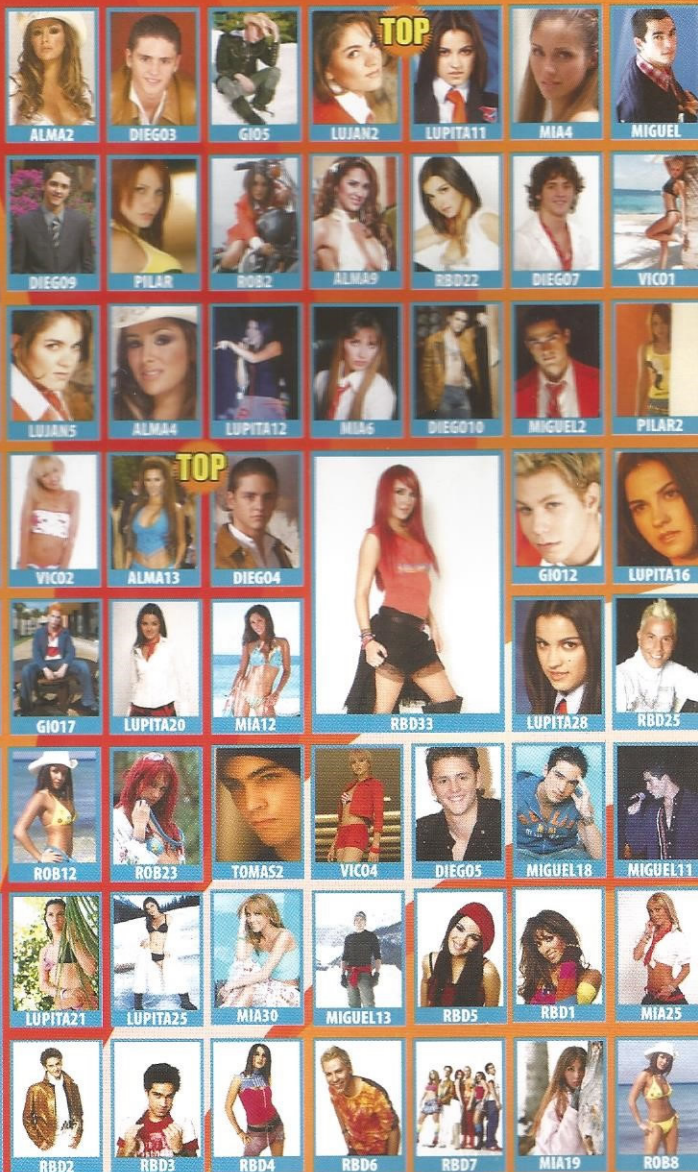 TOP
ALMA2 DIEGO3 GIO5 LUJAN2 LUPITA11 MIA4 MIGUEL
DIEGO9 PILAR ROB2 ALMA9 RBD22 DIEGO7 VICO1
LUJAN5 ALMA4 LUPITA12 MIA6 DIEGO10 MIGUEL2 PILAR2
TOP
VICO2 ALMA13 DIEGO4 GIO12 LUPITA16
GIO17 LUPITA20 MIA12 RBD33 LUPITA28 RBD25
ROB12 ROB23 TOMAS2 VICO4 DIEGO5 MIGUEL18 MIGUEL11
LUPITA21 LUPITA25 MIA30 MIGUEL13 RBD5 RBD1 MIA25
RBD2 RBD3 RBD4 RBD6 RBD7 MIA19 ROB8